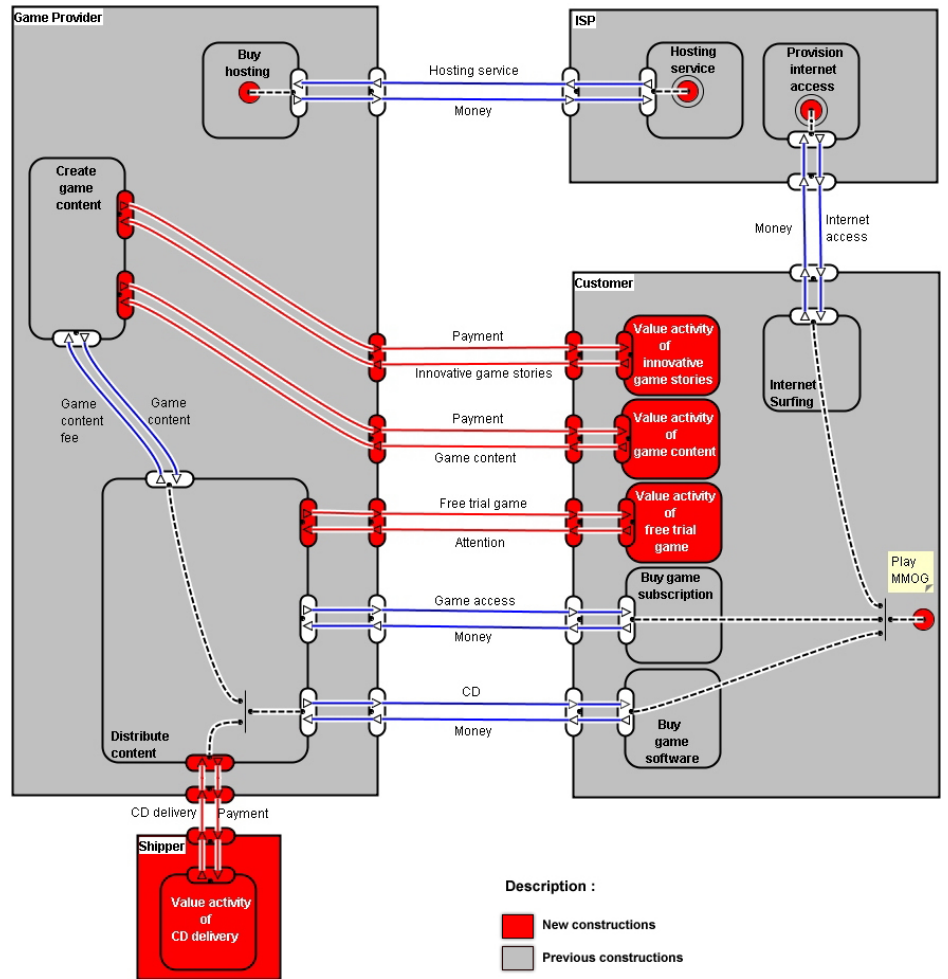 Game Provider
ISP
Buy
hosting
Hosting service
Money
Hosting
service
Provision
internet
access
Create
game
content
Money
Internet
access
Customer
Game
content
fee
Game
content
Payment
Innovative game stories
Value activity
of
innovative
game stories
Internet
Surfing
Payment
Game content
Value activity
of
game content
Free trial game
Attention
Value activity
of
free trial
game
Play
MMOG
Game access
Money
Buy game
subscription
CD
Money
Buy
game
software
Distribute
content
CD delivery
Payment
Shipper
Value activity
of
CD delivery
Description :
New constructions
Previous constructions